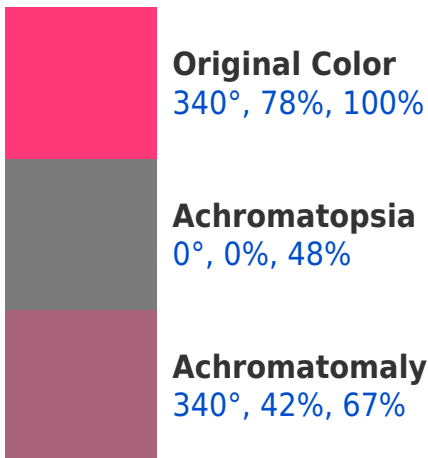 Original Color
340°, 78%, 100%
Achromatopsia
0°, 0%, 48%
Achromatomaly
340°, 42%, 67%